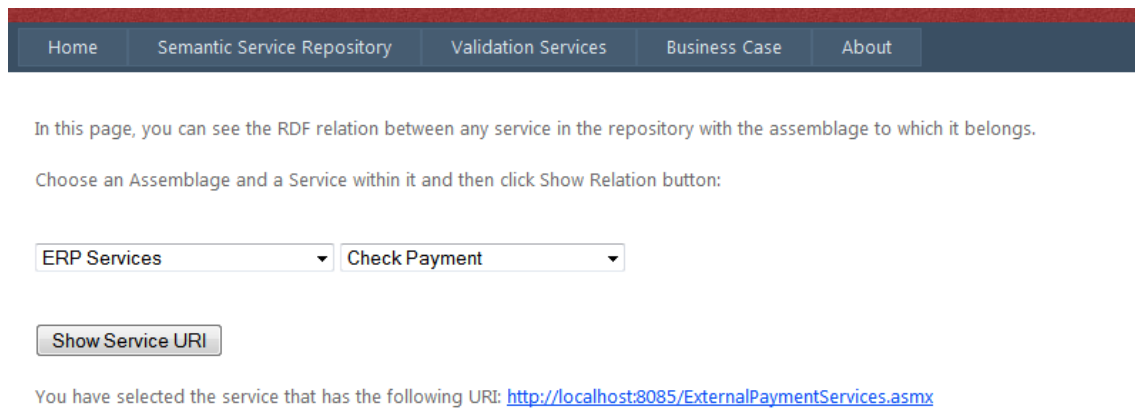 Home Semantic Service Repository Validation Services Business Case About
In this page, you can see the RDF relation between any service in the repository with the assemblage to which it belongs.
Choose an Assemblage and a Service within it and then click Show Relation button:
ERP Services Check Payment
Show Service URI
You have selected the service that has the following URI: http://localhost:8085/ExternalPaymentServices.asmx